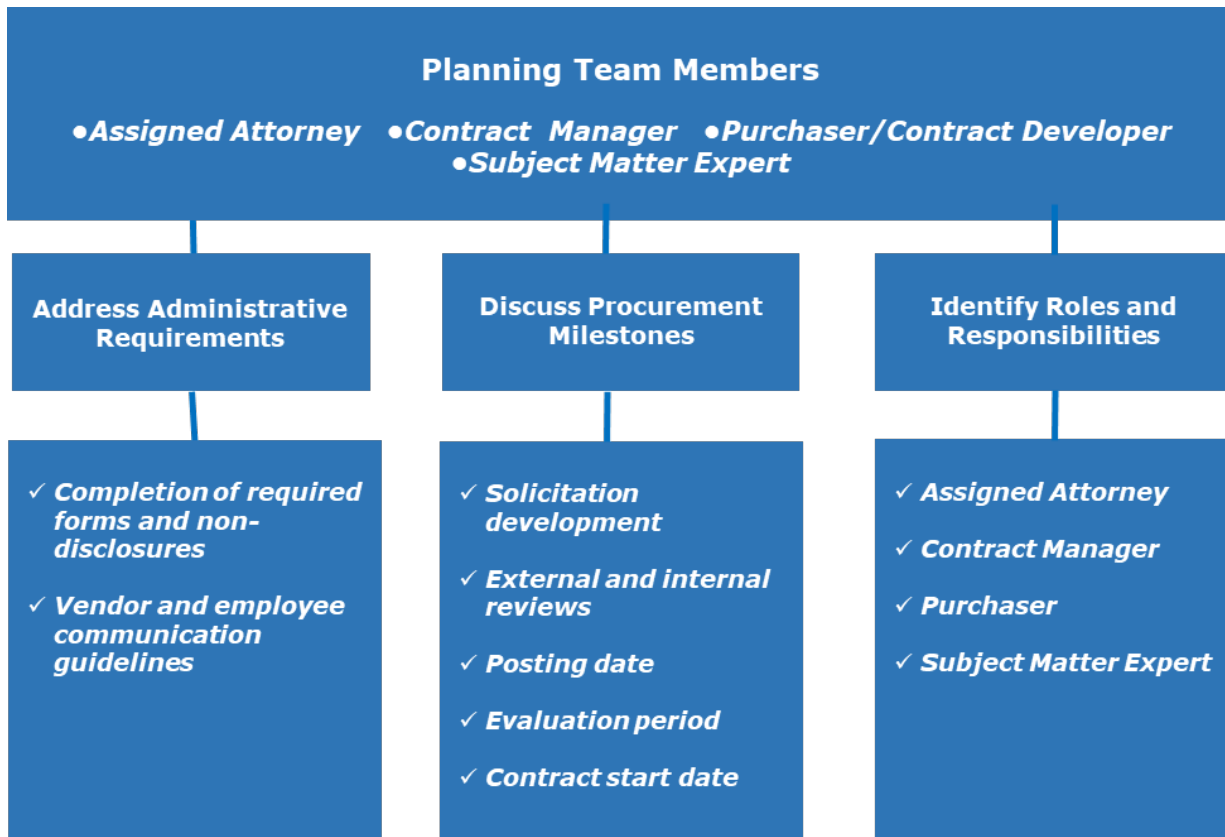 Planning Team Members
●Assigned Attorney ●Contract Manager ●Purchaser/Contract Developer
●Subject Matter Expert
Address Administrative
Requirements
✓ Completion of required
forms and non-
disclosures
✓ Vendor and employee
communication
guidelines
Discuss Procurement
Milestones
✓ Solicitation
development
✓ External and internal
reviews
✓ Posting date
✓ Evaluation period
✓ Contract start date
Identify Roles and
Responsibilities
✓ Assigned Attorney
✓ Contract Manager
✓ Purchaser
✓ Subject Matter Expert